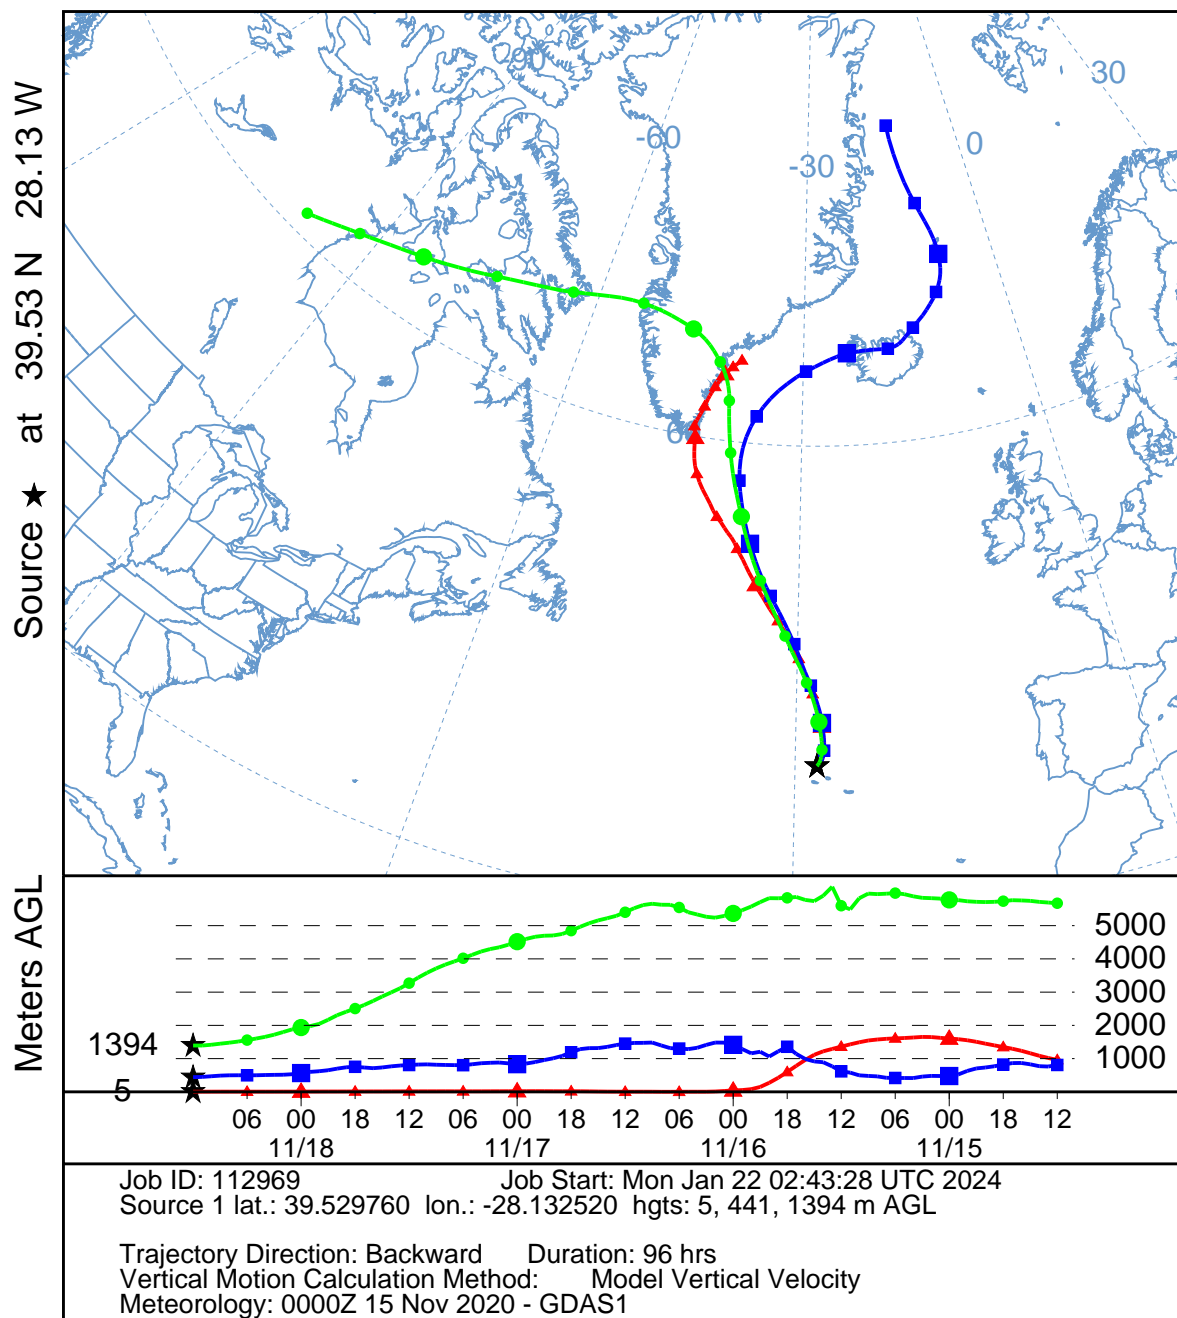 Source ★ at 39.53 N 28.13 W
-90
30
-60
0
-30
60
Meters AGL
5000
4000
3000
2000
1394
1000
5
06 00 18 12 06 00 18 12 06 00 18 12 06 00 18 12
11/18 11/17 11/16 11/15
Job ID: 112969 Job Start: Mon Jan 22 02:43:28 UTC 2024
Source 1 lat.: 39.529760 lon.: -28.132520 hgts: 5, 441, 1394 m AGL
Trajectory Direction: Backward Duration: 96 hrs
Vertical Motion Calculation Method: Model Vertical Velocity
Meteorology: 0000Z 15 Nov 2020 - GDAS1